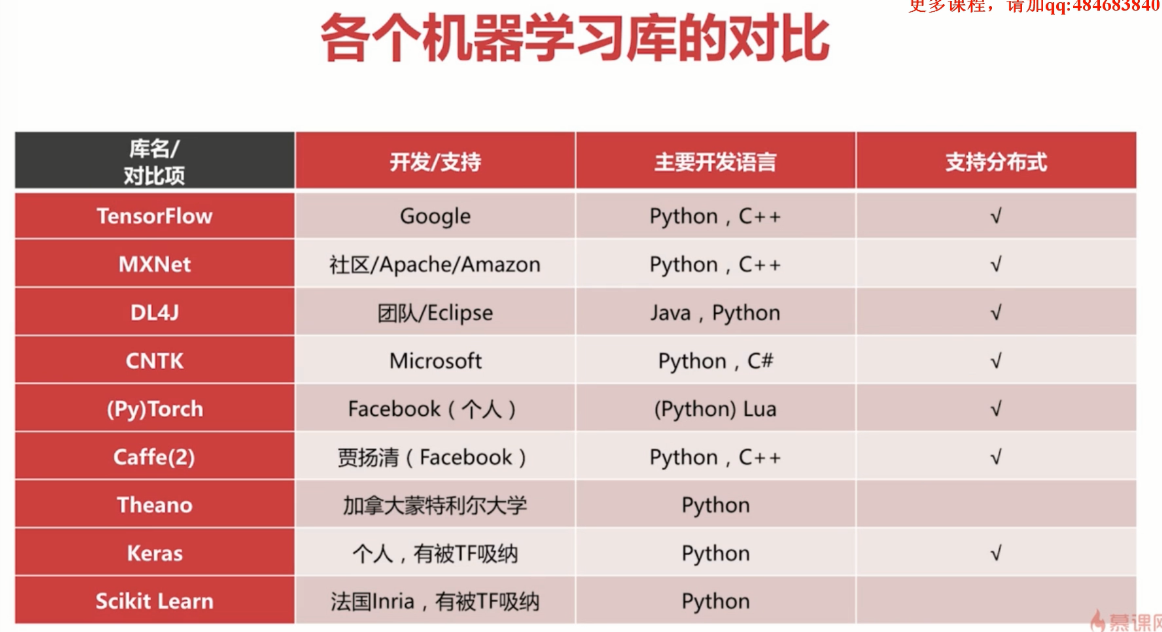 更多课程，请加qq:484683840
各个机器学习库的对比
库名/
对比项
开发/支持
主要开发语言
支持分布式
TensorFlow
Google
Python，C++
√
MXNet
社区/Apache/Amazon
Python，C++
√
DL4J
团队/Eclipse
Java，Python
√
CNTK
Microsoft
Python，C#
√
(Py)Torch
Facebook（个人）
(Python) Lua
√
Caffe(2)
贾扬清（Facebook）
Python，C++
√
Theano
加拿大蒙特利尔大学
Python
Keras
个人，有被TF吸纳
Python
√
Scikit Learn
法国Inria，有被TF吸纳
Python
慕课网